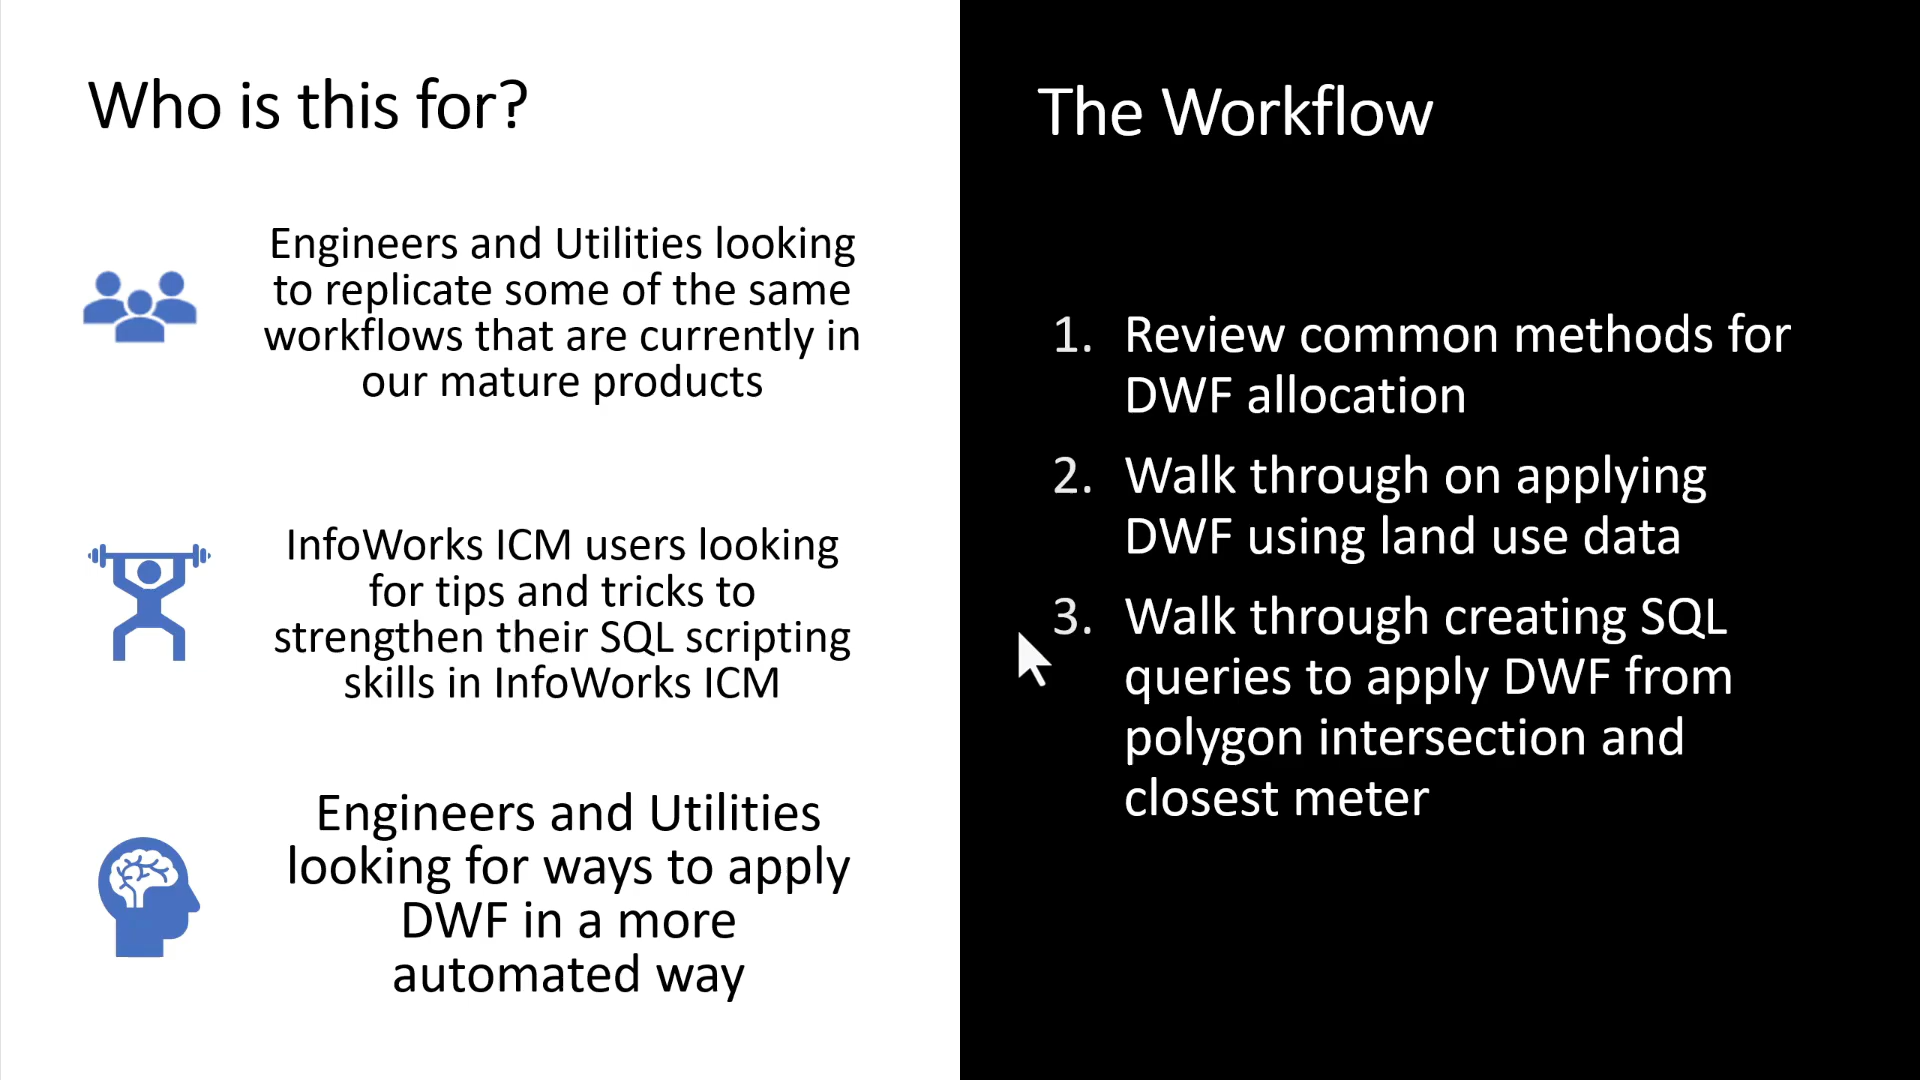 Who is this for?
Engineers and Utilities looking
to replicate some of the same
workflows that are currently in
our mature products
InfoWorks ICM users looking
for tips and tricks to
strengthen their SQL scripting
skills in InfoWorks ICM
Engineers and Utilities
looking for ways to apply
DWF in a more
automated way
The Workflow
1. Review common methods for
DWF allocation
2. Walk through on applying
DWF using land use data
3. Walk through creating SQL
queries to apply DWF from
polygon intersection and
closest meter